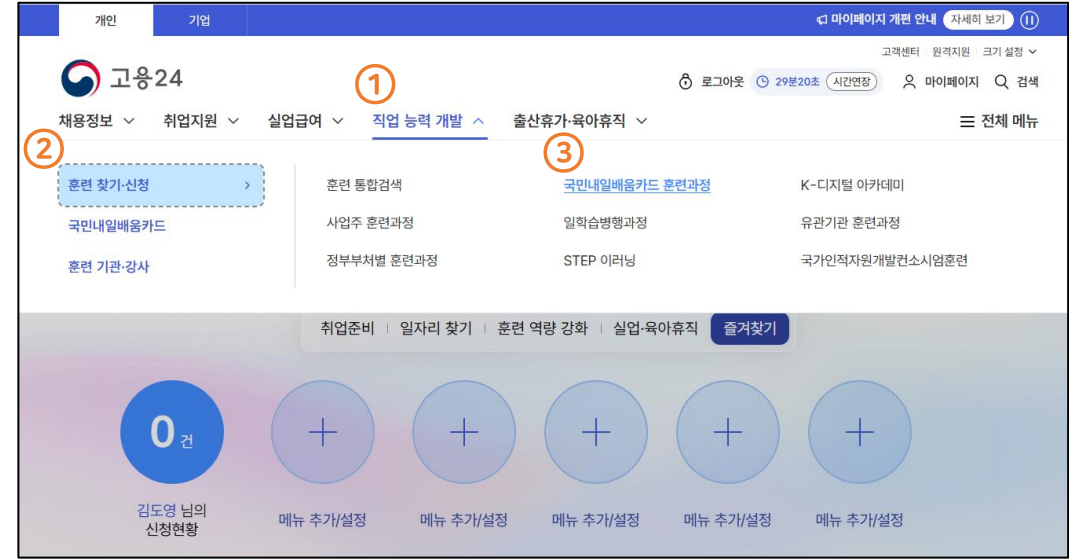 개인 기업 마이페이지 개편 안내 자세히 보기
고객센터 원격지원 크기 설정
고용24 ① 로그아웃 29분20초 시간연장 마이페이지 검색
채용정보 취업지원 실업급여 직업 능력 개발 출산휴가·육아휴직 전체 메뉴
② ③
훈련 찾기·신청 훈련 통합검색 국민내일배움카드 훈련과정 K-디지털 아카데미
국민내일배움카드 사업주 훈련과정 일학습병행과정 유관기관 훈련과정
훈련 기관·강사 정부부처별 훈련과정 STEP 이러닝 국가인적자원개발컨소시엄훈련
취업준비 일자리 찾기 훈련 역량 강화 실업·육아휴직 즐겨찾기
0 건
김도영 님의
신청현황
메뉴 추가/설정 메뉴 추가/설정 메뉴 추가/설정 메뉴 추가/설정 메뉴 추가/설정